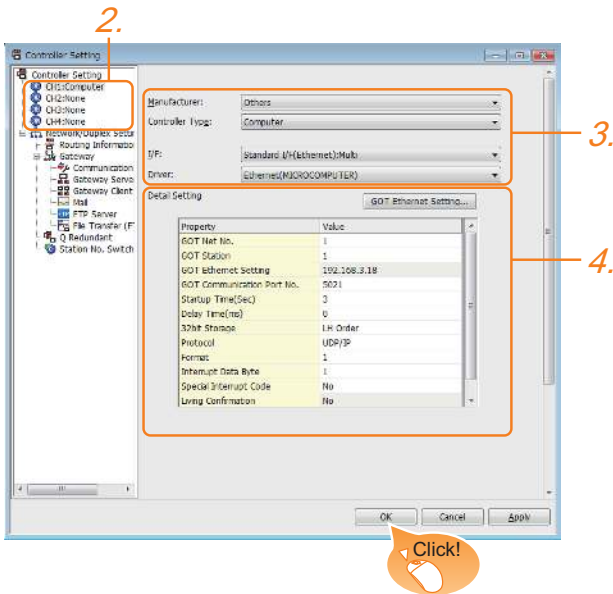 2.
Controller Setting
Controller Setting
CH1:Computer
CH2:None
CH3:None
CH4:None
Network/Duplex Settin
Routing Informatio
Gateway
Communication
Gateway Serve
Gateway Client
Mail
FTP Server
File Transfer (F
Q Redundant
Station No. Switch
Manufacturer: Others
Controller Type: Computer
I/F: Standard I/F(Ethernet):Multi
Driver: Ethernet(MICROCOMPUTER)
3.
Detail Setting
GOT Ethernet Setting...
Property Value
GOT Net No. 1
GOT Station 1
GOT Ethernet Setting 192.168.3.18
GOT Communication Port No. 5021
Startup Time(Sec) 3
Delay Time(ms) 0
32bit Storage LH Order
Protocol UDP/IP
Format 1
Interrupt Data Byte 1
Special Interrupt Code No
Living Confirmation No
4.
OK Cancel Apply
Click!